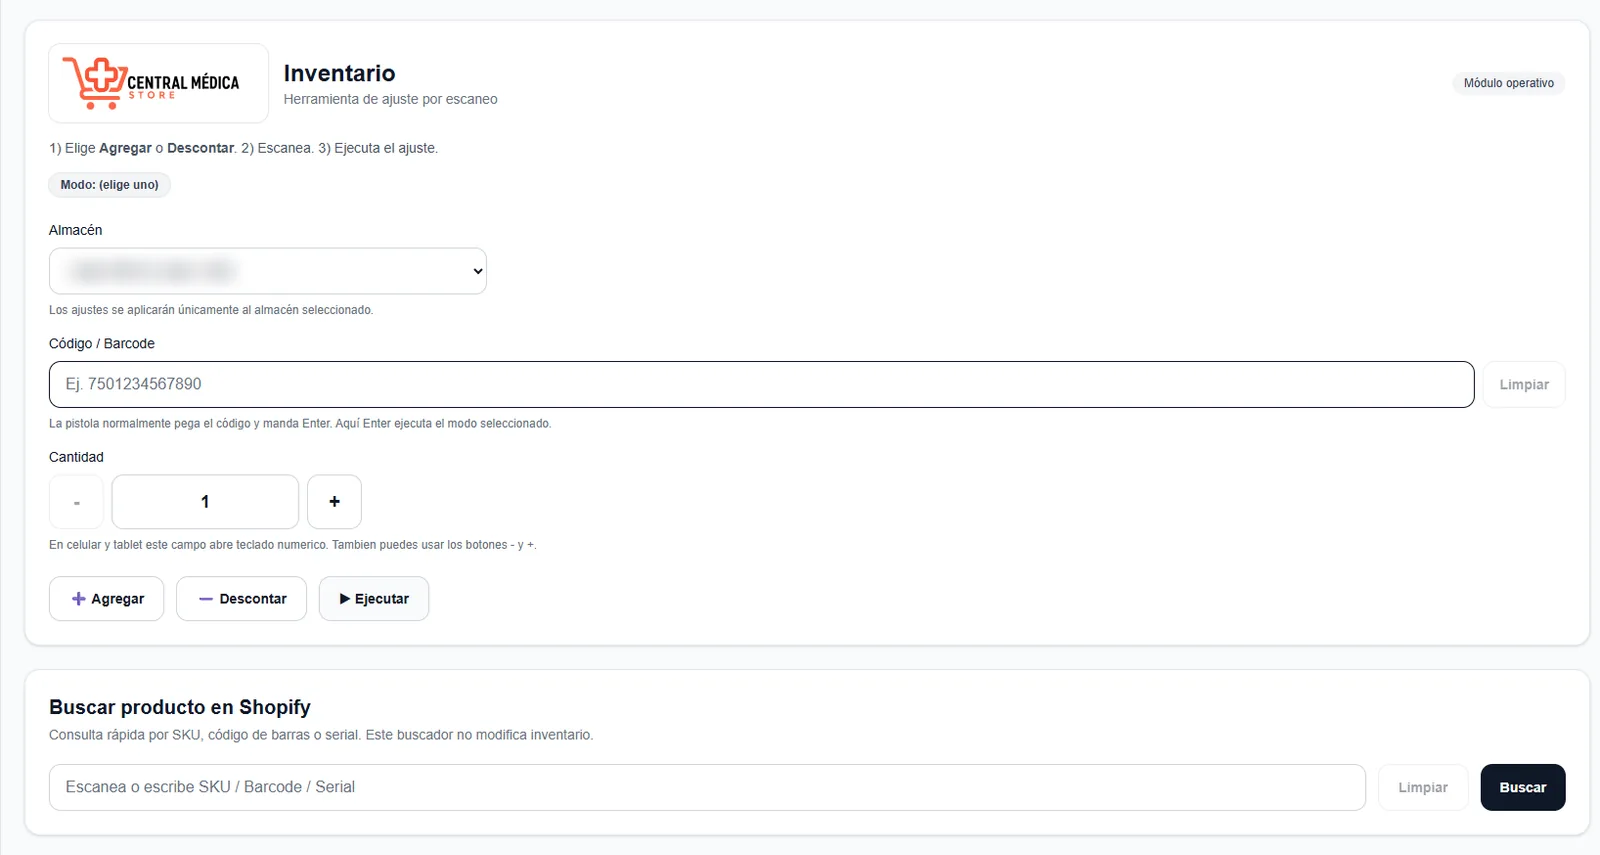 CENTRAL MÉDICA
STORE
Inventario
Herramienta de ajuste por escaneo
Módulo operativo
1) Elige Agregar o Descontar. 2) Escanea. 3) Ejecuta el ajuste.
Modo: (elige uno)
Almacén
Los ajustes se aplicarán únicamente al almacén seleccionado.
Código / Barcode
Ej. 7501234567890
Limpiar
La pistola normalmente pega el código y manda Enter. Aquí Enter ejecuta el modo seleccionado.
Cantidad
- 1 +
En celular y tablet este campo abre teclado numerico. Tambien puedes usar los botones - y +.
+ Agregar — Descontar ▶ Ejecutar
Buscar producto en Shopify
Consulta rápida por SKU, código de barras o serial. Este buscador no modifica inventario.
Escanea o escribe SKU / Barcode / Serial
Limpiar
Buscar